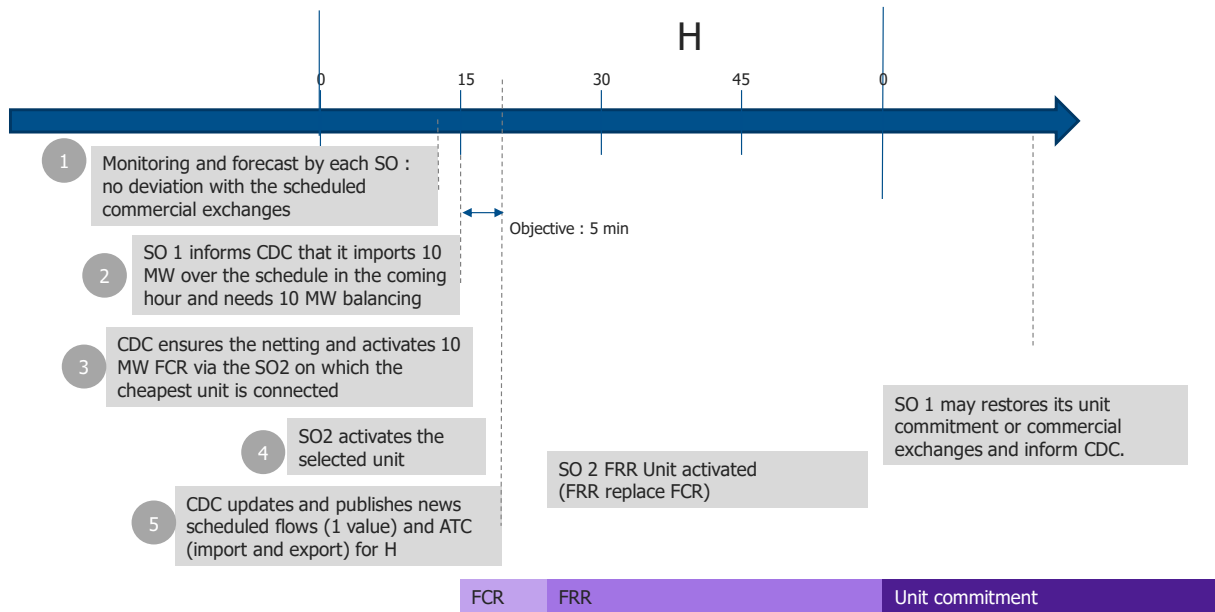 H
0
15
30
45
0
1
Monitoring and forecast by each SO :
no deviation with the scheduled
commercial exchanges
Objective : 5 min
2
SO 1 informs CDC that it imports 10
MW over the schedule in the coming
hour and needs 10 MW balancing
3
CDC ensures the netting and activates 10
MW FCR via the SO2 on which the
cheapest unit is connected
SO 1 may restores its unit
commitment or commercial
exchanges and inform CDC.
4
SO2 activates the
selected unit
SO 2 FRR Unit activated
(FRR replace FCR)
5
CDC updates and publishes news
scheduled flows (1 value) and ATC
(import and export) for H
FCR
FRR
Unit commitment